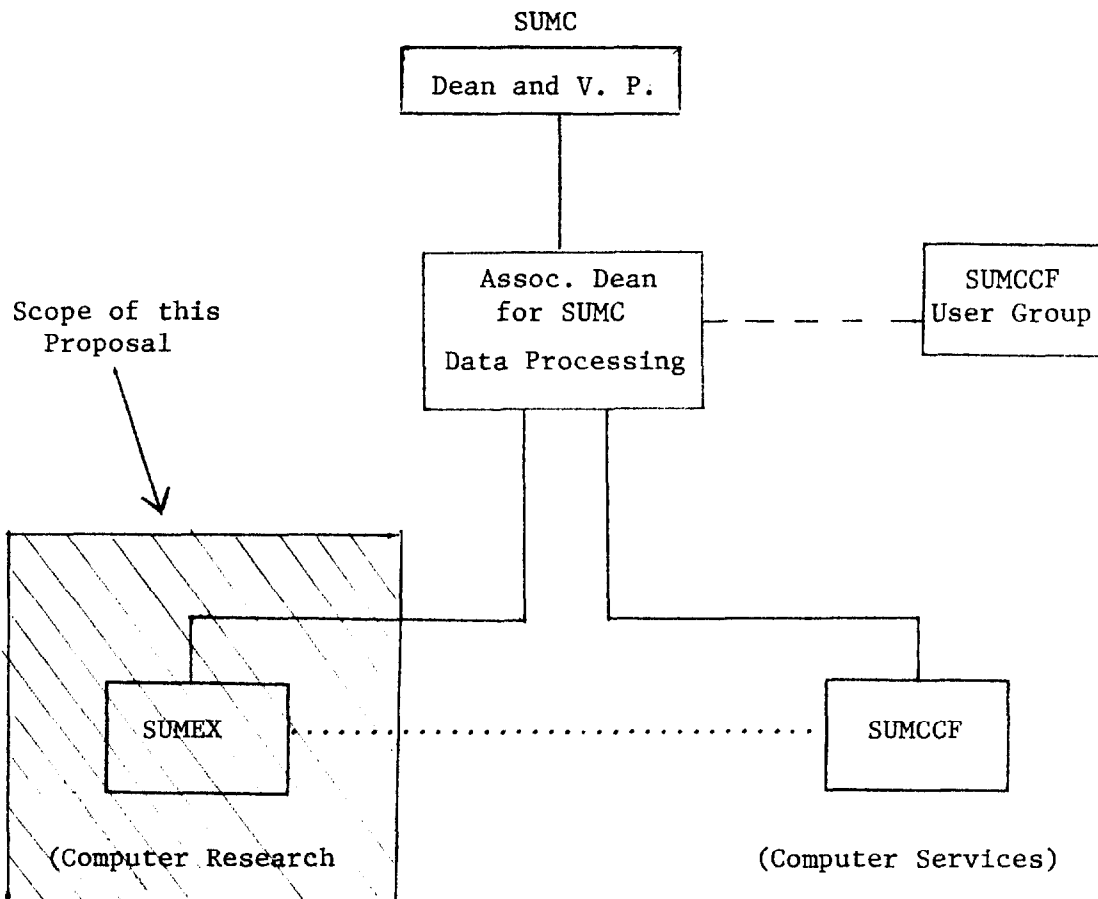 SUMC
Dean and V. P.
Assoc. Dean
for SUMC
Data Processing
SUMCCF
User Group
Scope of this
Proposal
SUMEX
SUMCCF
(Computer Research
(Computer Services)